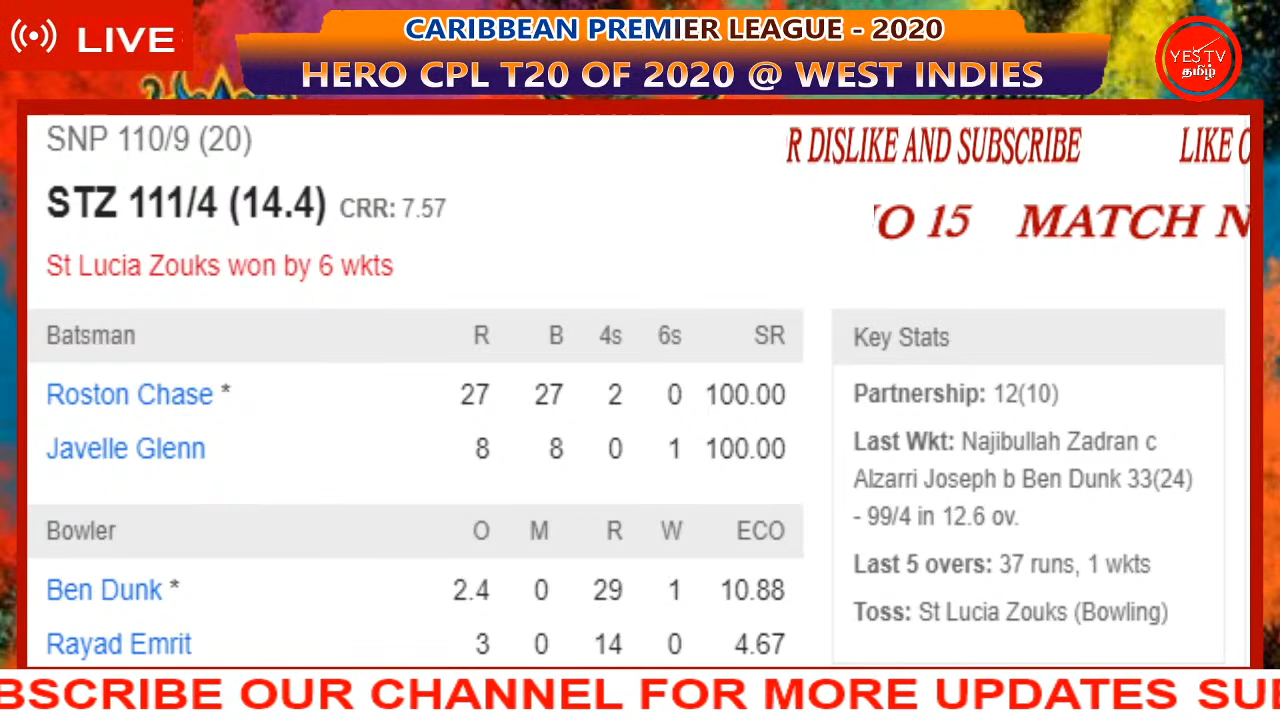 ((•)) LIVE
CARIBBEAN PREMIER LEAGUE - 2020
HERO CPL T20 OF 2020 @ WEST INDIES
YES TV
தமிழ்
SNP 110/9 (20)
R DISLIKE AND SUBSCRIBE LIKE O
STZ 111/4 (14.4) CRR: 7.57
O 15 MATCH N
St Lucia Zouks won by 6 wkts
Batsman R B 4s 6s SR
Roston Chase * 27 27 2 0 100.00
Javelle Glenn 8 8 0 1 100.00
Bowler O M R W ECO
Ben Dunk * 2.4 0 29 1 10.88
Rayad Emrit 3 0 14 0 4.67
Key Stats
Partnership: 12(10)
Last Wkt: Najibullah Zadran c
Alzarri Joseph b Ben Dunk 33(24)
- 99/4 in 12.6 ov.
Last 5 overs: 37 runs, 1 wkts
Toss: St Lucia Zouks (Bowling)
BSCRIBE OUR CHANNEL FOR MORE UPDATES SU